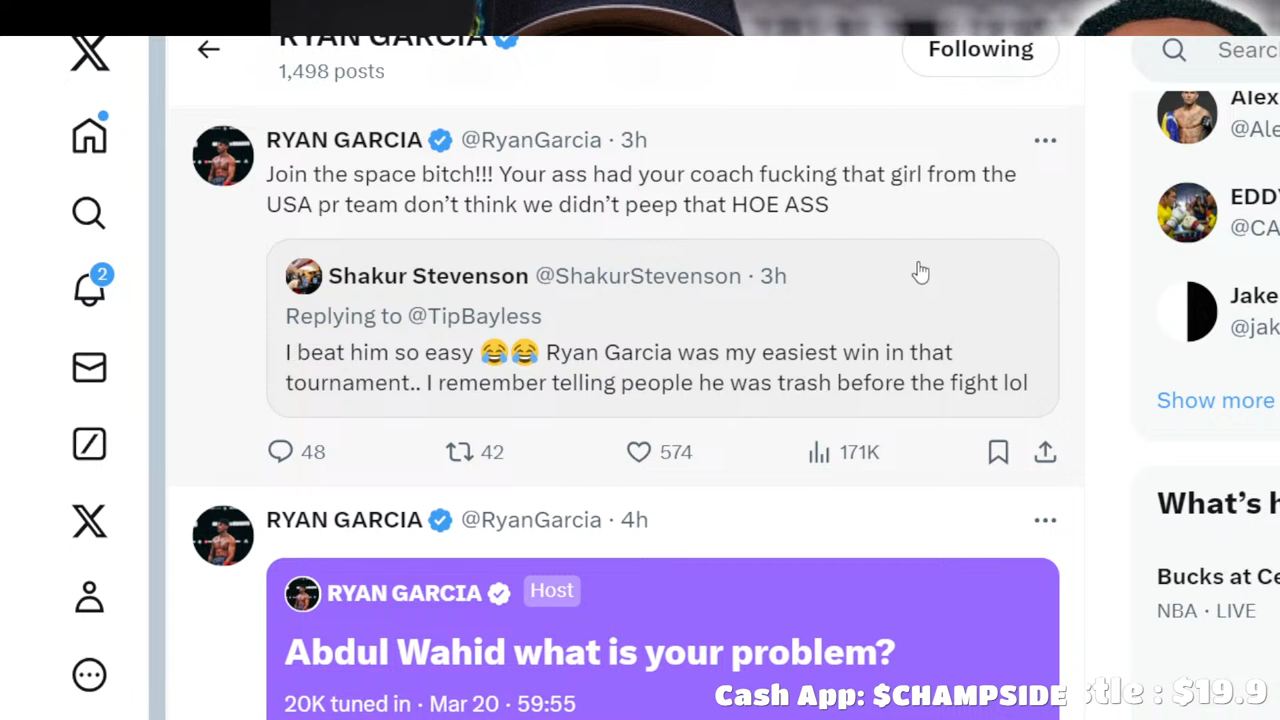 RYAN GARCIA
1,498 posts
Following
Search
RYAN GARCIA @RyanGarcia · 3h
Join the space bitch!!! Your ass had your coach fucking that girl from the
USA pr team don’t think we didn’t peep that HOE ASS
Shakur Stevenson @ShakurStevenson · 3h
Replying to @TipBayless
I beat him so easy 😂😂 Ryan Garcia was my easiest win in that
tournament.. I remember telling people he was trash before the fight lol
48 42 574 171K
2
RYAN GARCIA @RyanGarcia · 4h
RYAN GARCIA Host
Abdul Wahid what is your problem?
20K tuned in · Mar 20 · 59:55
Alex
@Ale
EDDY
@CA
Jake
@jak
Show more
What’s h
Bucks at Ce
NBA · LIVE
Cash App: $CHAMPSIDE stle : $19.9